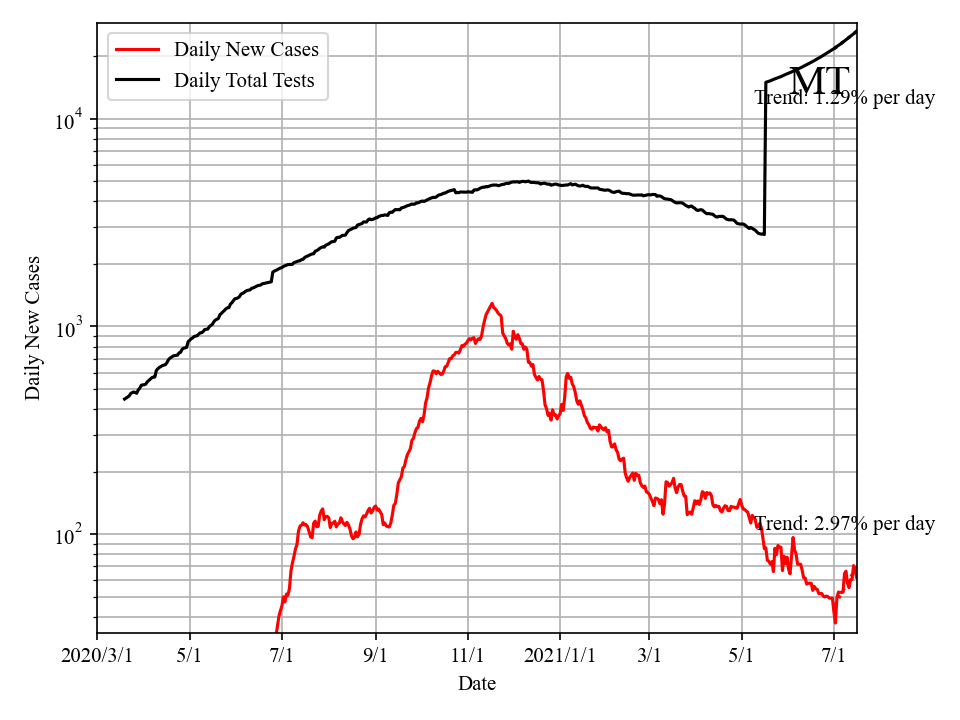 Daily New Cases
Daily Total Tests
MT
Trend: 1.29% per day
Trend: 2.97% per day
10^4
10^3
10^2
Daily New Cases
2020/3/1 5/1 7/1 9/1 11/1 2021/1/1 3/1 5/1 7/1
Date